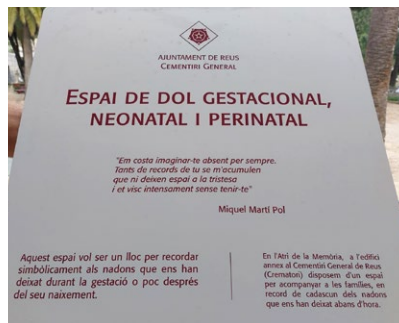 AJUNTAMENT DE REUS
CEMENTIRI GENERAL
ESPAI DE DOL GESTACIONAL,
NEONATAL I PERINATAL
"Em costa imaginar-te absent per sempre.
Tants de records de tu se m'acumulen
que ni deixen espai a la tristesa
i et visc intensament sense tenir-te"
Miquel Martí Pol
Aquest espai vol ser un lloc per recordar
simbòlicament als nadons que ens han
deixat durant la gestació o poc després
del seu naixement.
En l'Atri de la Memòria, a l'edifici
annex al Cementiri General de Reus
(Crematori) disposem d'un espai
per acompanyar a les famílies, en
record de cadascun dels nadons
que ens han deixat abans d'hora.